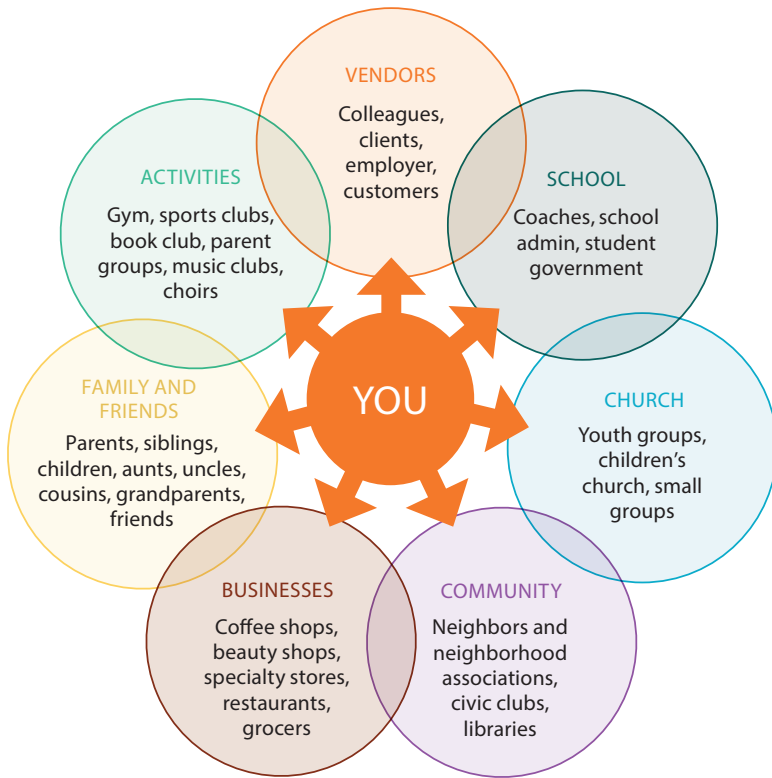 VENDORS
Colleagues,
clients,
employer,
customers
SCHOOL
Coaches, school
admin, student
government
CHURCH
Youth groups,
children’s
church, small
groups
COMMUNITY
Neighbors and
neighborhood
associations,
civic clubs,
libraries
BUSINESSES
Coffee shops,
beauty shops,
specialty stores,
restaurants,
grocers
FAMILY AND
FRIENDS
Parents, siblings,
children, aunts, uncles,
cousins, grandparents,
friends
ACTIVITIES
Gym, sports clubs,
book club, parent
groups, music clubs,
choirs
YOU